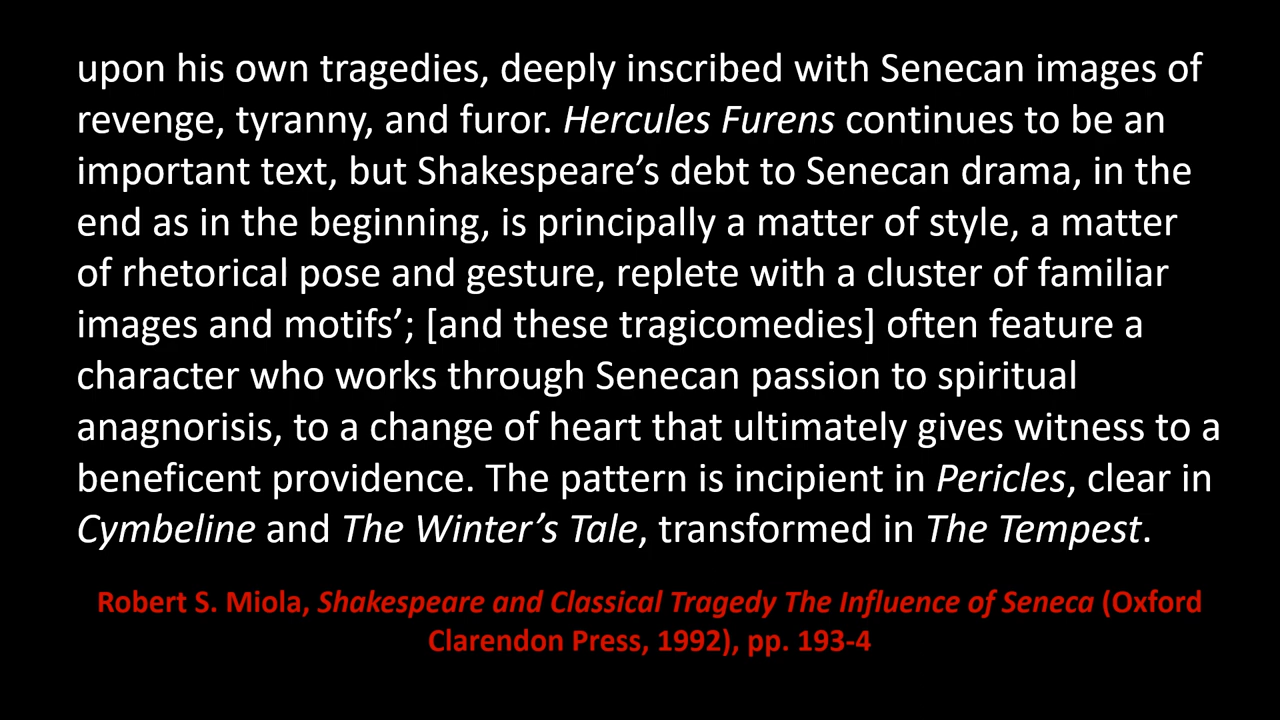 upon his own tragedies, deeply inscribed with Senecan images of
revenge, tyranny, and furor. Hercules Furens continues to be an
important text, but Shakespeare’s debt to Senecan drama, in the
end as in the beginning, is principally a matter of style, a matter
of rhetorical pose and gesture, replete with a cluster of familiar
images and motifs’; [and these tragicomedies] often feature a
character who works through Senecan passion to spiritual
anagnorisis, to a change of heart that ultimately gives witness to a
beneficent providence. The pattern is incipient in Pericles, clear in
Cymbeline and The Winter’s Tale, transformed in The Tempest.
Robert S. Miola, Shakespeare and Classical Tragedy The Influence of Seneca (Oxford
Clarendon Press, 1992), pp. 193-4